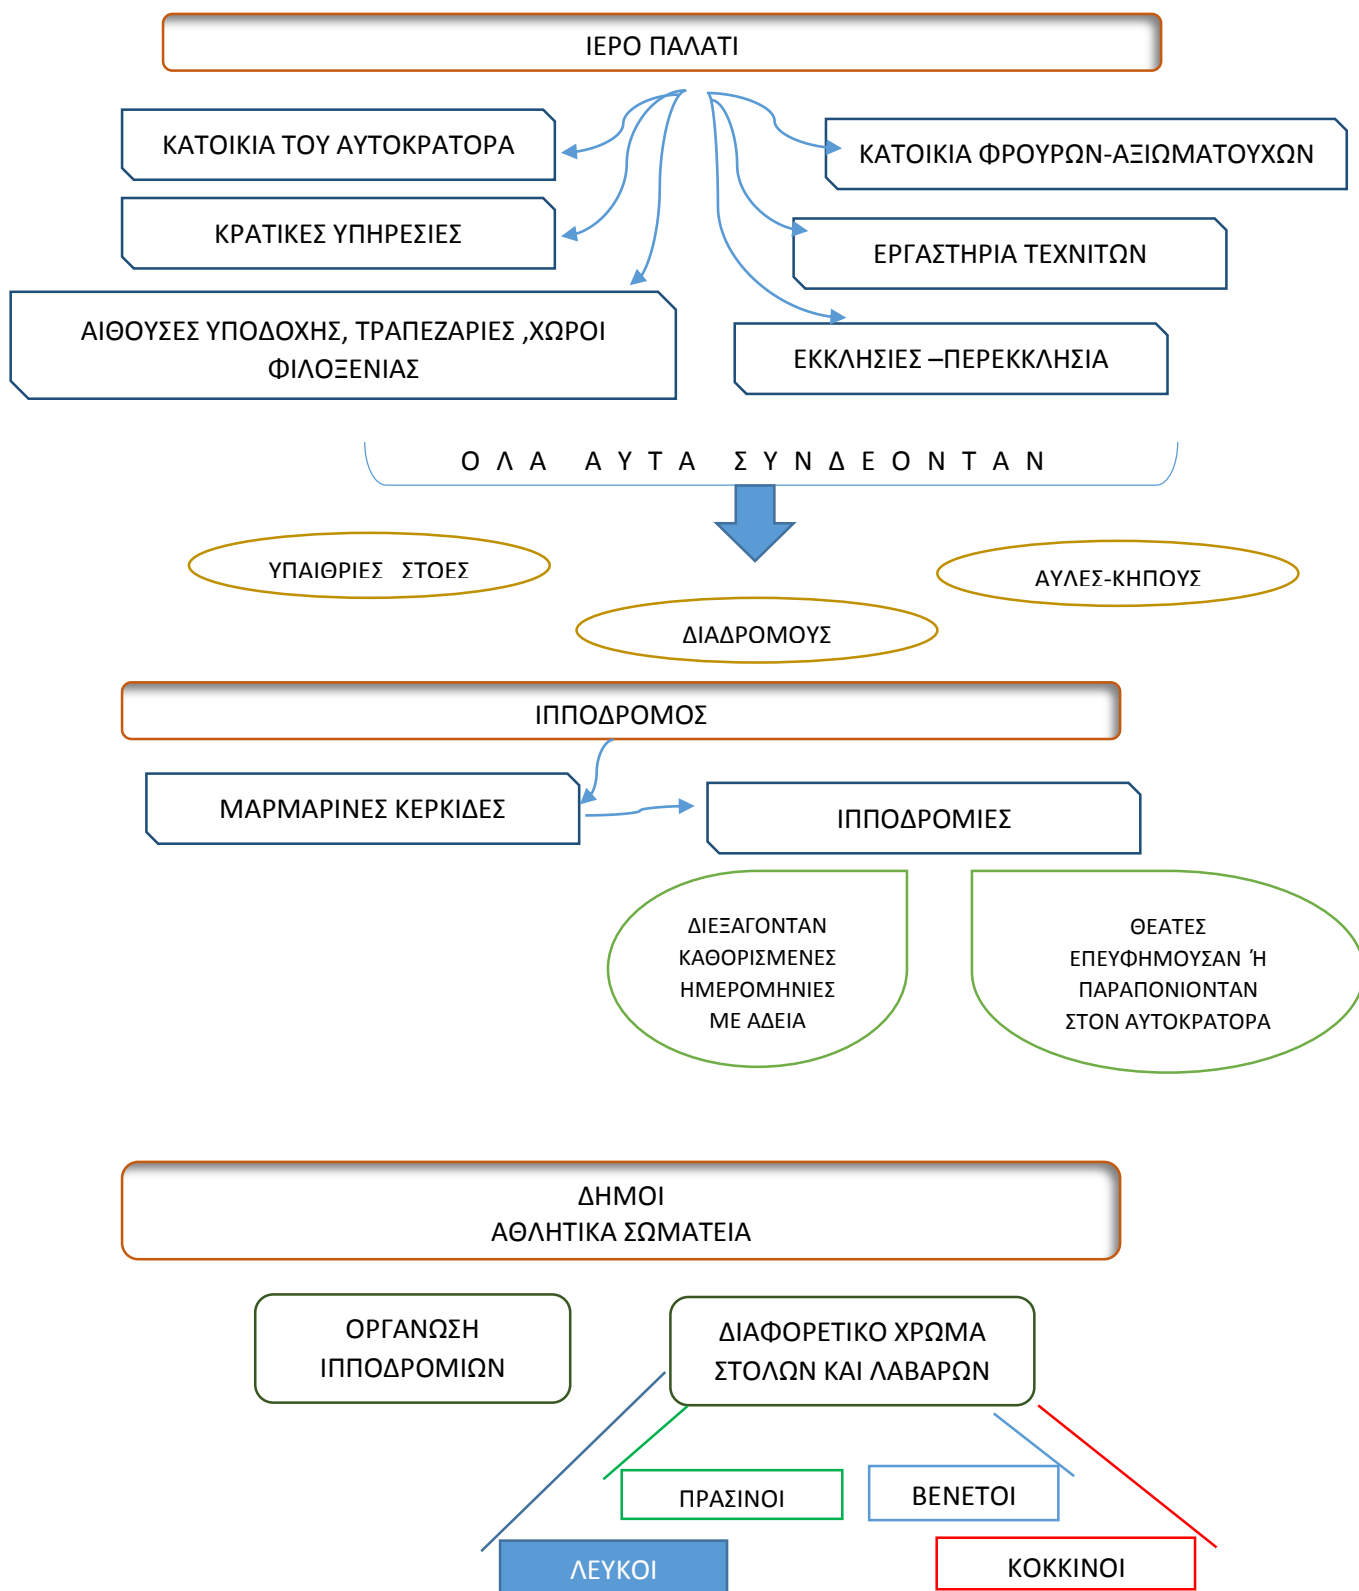 ΙΕΡΟ ΠΑΛΑΤΙ
ΚΑΤΟΙΚΙΑ ΤΟΥ ΑΥΤΟΚΡΑΤΟΡΑ
ΚΑΤΟΙΚΙΑ ΦΡΟΥΡΩΝ-ΑΞΙΩΜΑΤΟΥΧΩΝ
ΚΡΑΤΙΚΕΣ ΥΠΗΡΕΣΙΕΣ
ΕΡΓΑΣΤΗΡΙΑ ΤΕΧΝΙΤΩΝ
ΑΙΘΟΥΣΕΣ ΥΠΟΔΟΧΗΣ, ΤΡΑΠΕΖΑΡΙΕΣ ,ΧΩΡΟΙ
ΦΙΛΟΞΕΝΙΑΣ
ΕΚΚΛΗΣΙΕΣ –ΠΕΡΕΚΚΛΗΣΙΑ
Ο Λ Α Α Υ Τ Α Σ Υ Ν Δ Ε Ο Ν Τ Α Ν
ΥΠΑΙΘΡΙΕΣ ΣΤΟΕΣ
ΑΥΛΕΣ-ΚΗΠΟΥΣ
ΔΙΑΔΡΟΜΟΥΣ
ΙΠΠΟΔΡΟΜΟΣ
ΜΑΡΜΑΡΙΝΕΣ ΚΕΡΚΙΔΕΣ
ΙΠΠΟΔΡΟΜΙΕΣ
ΔΙΕΞΑΓΟΝΤΑΝ
ΚΑΘΟΡΙΣΜΕΝΕΣ
ΗΜΕΡΟΜΗΝΙΕΣ
ΜΕ ΑΔΕΙΑ
ΘΕΑΤΕΣ
ΕΠΕΥΦΗΜΟΥΣΑΝ Ή
ΠΑΡΑΠΟΝΙΟΝΤΑΝ
ΣΤΟΝ ΑΥΤΟΚΡΑΤΟΡΑ
ΔΗΜΟΙ
ΑΘΛΗΤΙΚΑ ΣΩΜΑΤΕΙΑ
ΟΡΓΑΝΩΣΗ
ΙΠΠΟΔΡΟΜΙΩΝ
ΔΙΑΦΟΡΕΤΙΚΟ ΧΡΩΜΑ
ΣΤΟΛΩΝ ΚΑΙ ΛΑΒΑΡΩΝ
ΠΡΑΣΙΝΟΙ
ΒΕΝΕΤΟΙ
ΛΕΥΚΟΙ
ΚΟΚΚΙΝΟΙ